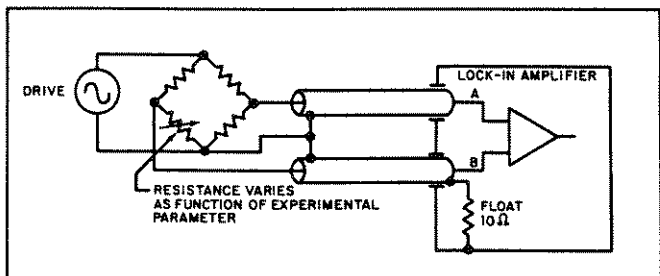 LOCK-IN AMPLIFIER
DRIVE
A
B
RESISTANCE VARIES
AS FUNCTION OF EXPERIMENTAL
PARAMETER
FLOAT
10Ω